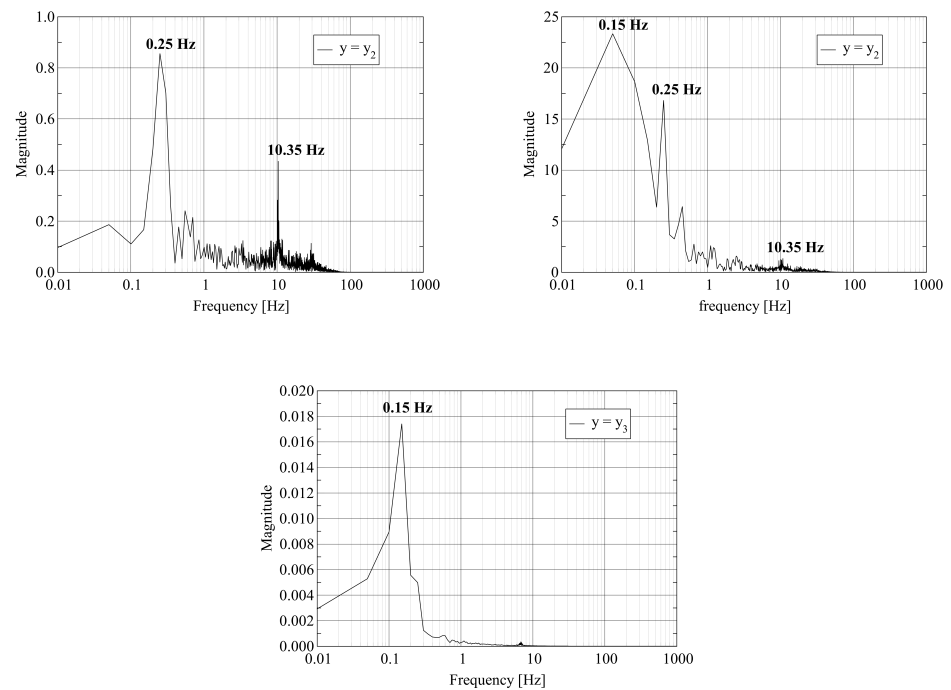 1.0
0.8
0.6
0.4
0.2
0.0
Magnitude
0.25 Hz
10.35 Hz
y = y2
0.01 0.1 1 10 100 1000
Frequency [Hz]
25
20
15
10
5
0
Magnitude
0.15 Hz
0.25 Hz
10.35 Hz
y = y2
0.01 0.1 1 10 100 1000
frequency [Hz]
0.020
0.018
0.016
0.014
0.012
0.010
0.008
0.006
0.004
0.002
0.000
Magnitude
0.15 Hz
y = y3
0.01 0.1 1 10 100 1000
Frequency [Hz]